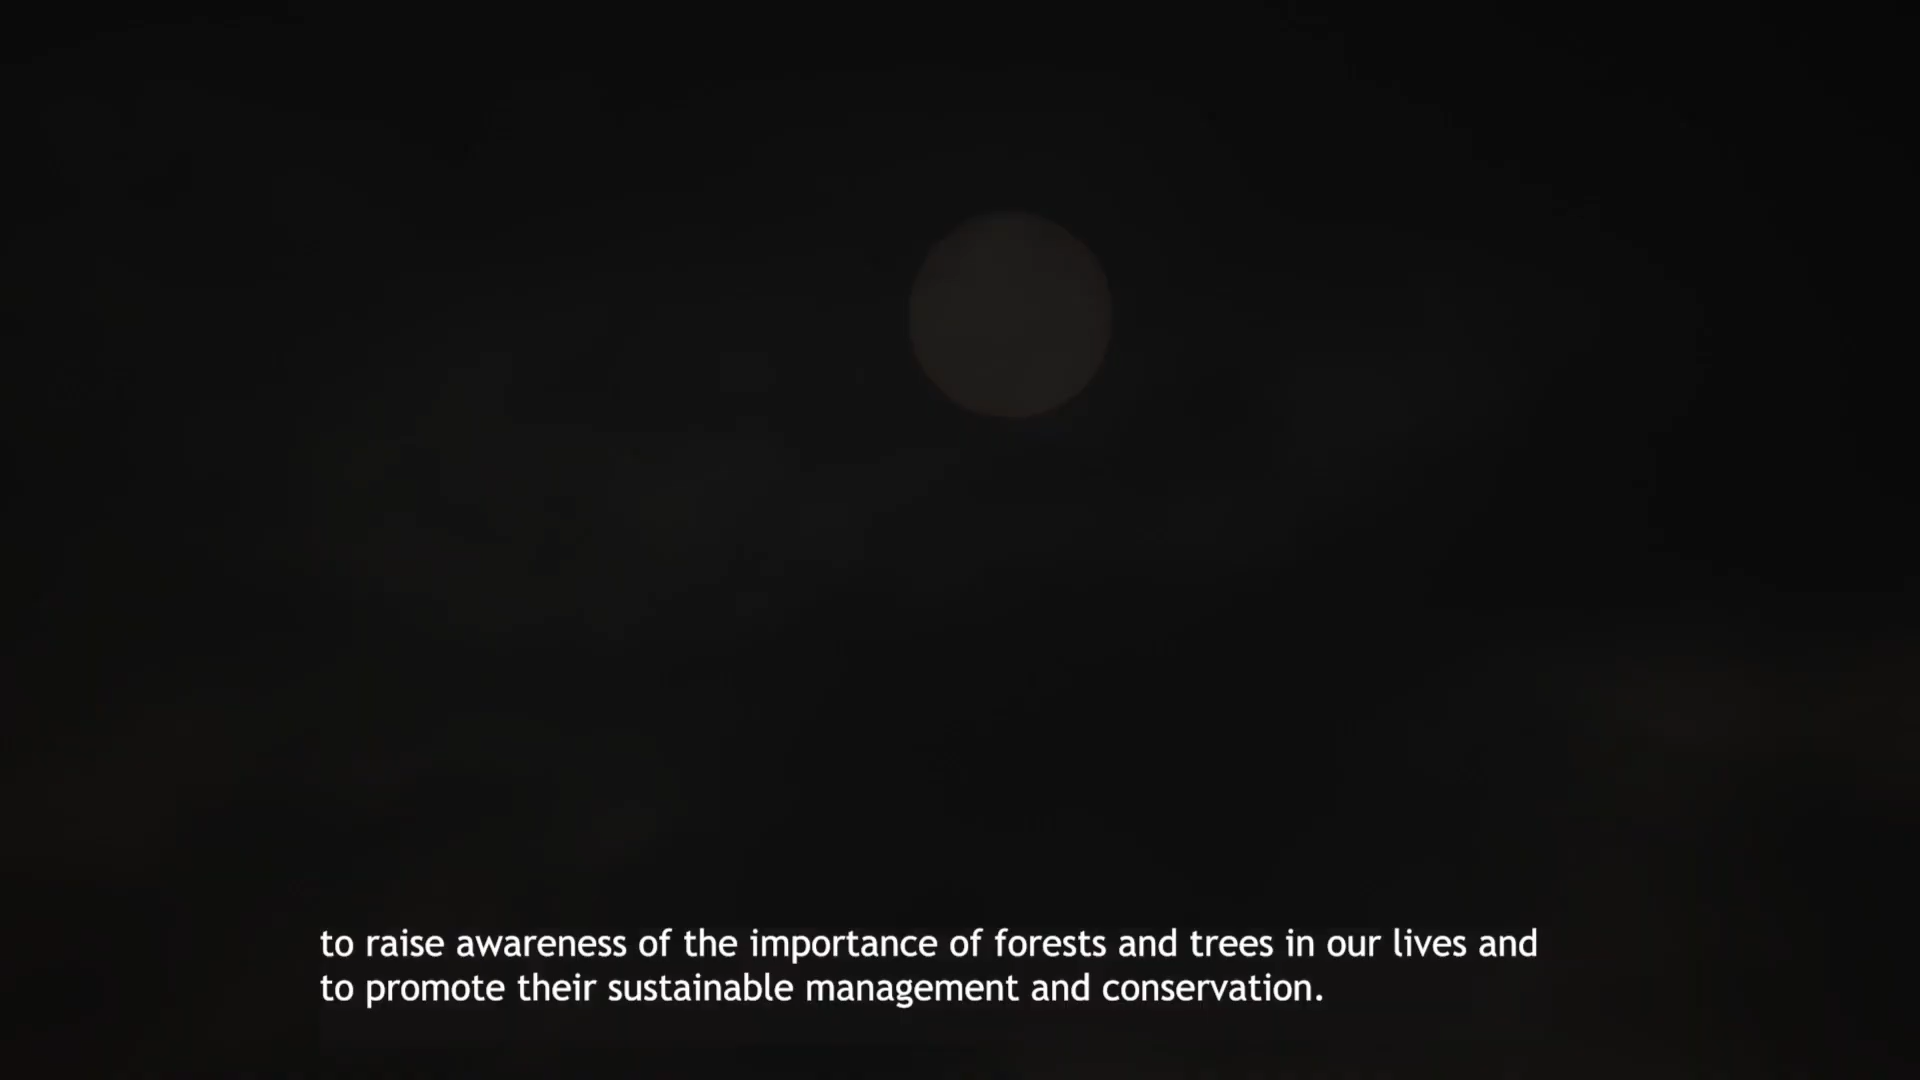 to raise awareness of the importance of forests and trees in our lives and
to promote their sustainable management and conservation.